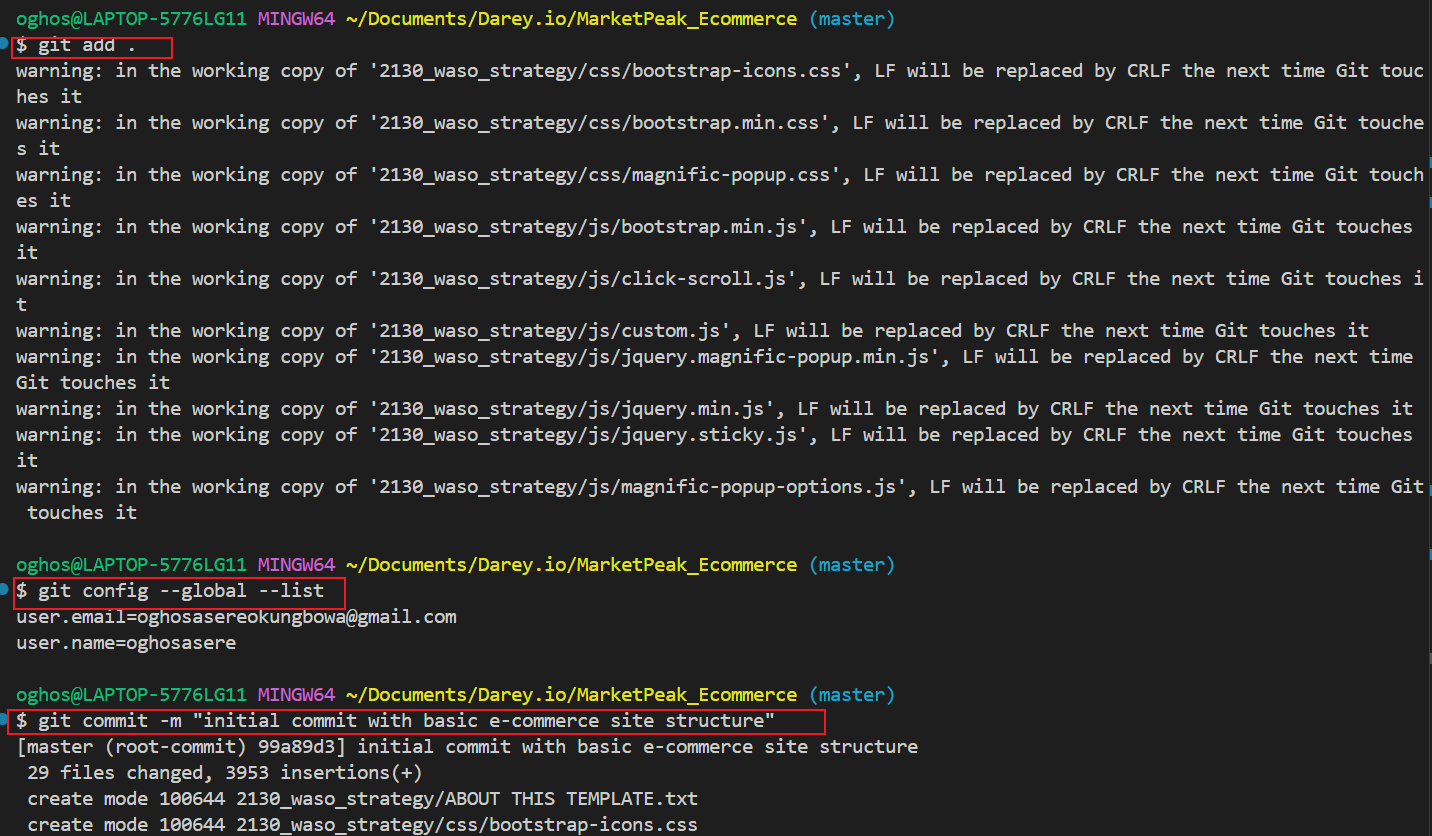 oghos@LAPTOP-5776LG11 MINGW64 ~/Documents/Darey.io/MarketPeak_Ecommerce (master)
$ git add .
warning: in the working copy of '2130_waso_strategy/css/bootstrap-icons.css', LF will be replaced by CRLF the next time Git touc
hes it
warning: in the working copy of '2130_waso_strategy/css/bootstrap.min.css', LF will be replaced by CRLF the next time Git touche
s it
warning: in the working copy of '2130_waso_strategy/css/magnific-popup.css', LF will be replaced by CRLF the next time Git touch
es it
warning: in the working copy of '2130_waso_strategy/js/bootstrap.min.js', LF will be replaced by CRLF the next time Git touches
it
warning: in the working copy of '2130_waso_strategy/js/click-scroll.js', LF will be replaced by CRLF the next time Git touches i
t
warning: in the working copy of '2130_waso_strategy/js/custom.js', LF will be replaced by CRLF the next time Git touches it
warning: in the working copy of '2130_waso_strategy/js/jquery.magnific-popup.min.js', LF will be replaced by CRLF the next time
Git touches it
warning: in the working copy of '2130_waso_strategy/js/jquery.min.js', LF will be replaced by CRLF the next time Git touches it
warning: in the working copy of '2130_waso_strategy/js/jquery.sticky.js', LF will be replaced by CRLF the next time Git touches
it
warning: in the working copy of '2130_waso_strategy/js/magnific-popup-options.js', LF will be replaced by CRLF the next time Git
 touches it
oghos@LAPTOP-5776LG11 MINGW64 ~/Documents/Darey.io/MarketPeak_Ecommerce (master)
$ git config --global --list
user.email=oghosasereokungbowa@gmail.com
user.name=oghosasere
oghos@LAPTOP-5776LG11 MINGW64 ~/Documents/Darey.io/MarketPeak_Ecommerce (master)
$ git commit -m "initial commit with basic e-commerce site structure"
[master (root-commit) 99a89d3] initial commit with basic e-commerce site structure
 29 files changed, 3953 insertions(+)
 create mode 100644 2130_waso_strategy/ABOUT THIS TEMPLATE.txt
 create mode 100644 2130_waso_strategy/css/bootstrap-icons.css